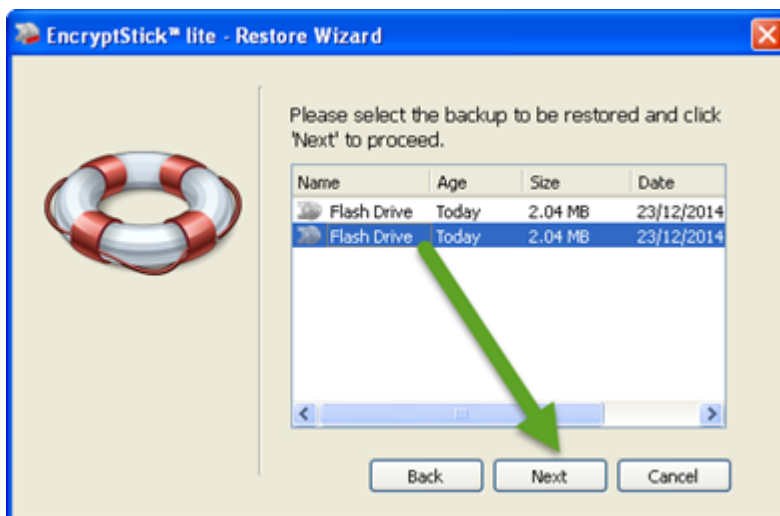 EncryptStick™ lite - Restore Wizard
Please select the backup to be restored and click
'Next' to proceed.
Name Age Size Date
Flash Drive Today 2.04 MB 23/12/2014
Flash Drive Today 2.04 MB 23/12/2014
Back Next Cancel